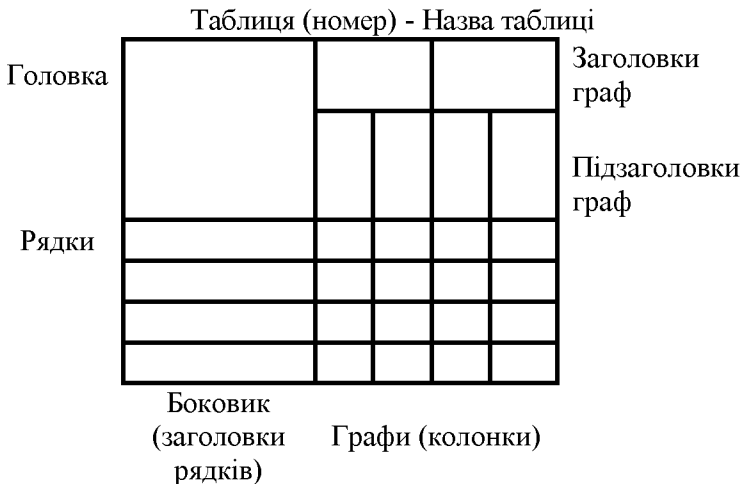 Таблиця (номер) - Назва таблиці
Головка
Заголовки
граф
Підзаголовки
граф
Рядки
Боковик
(заголовки
рядків)
Графи (колонки)